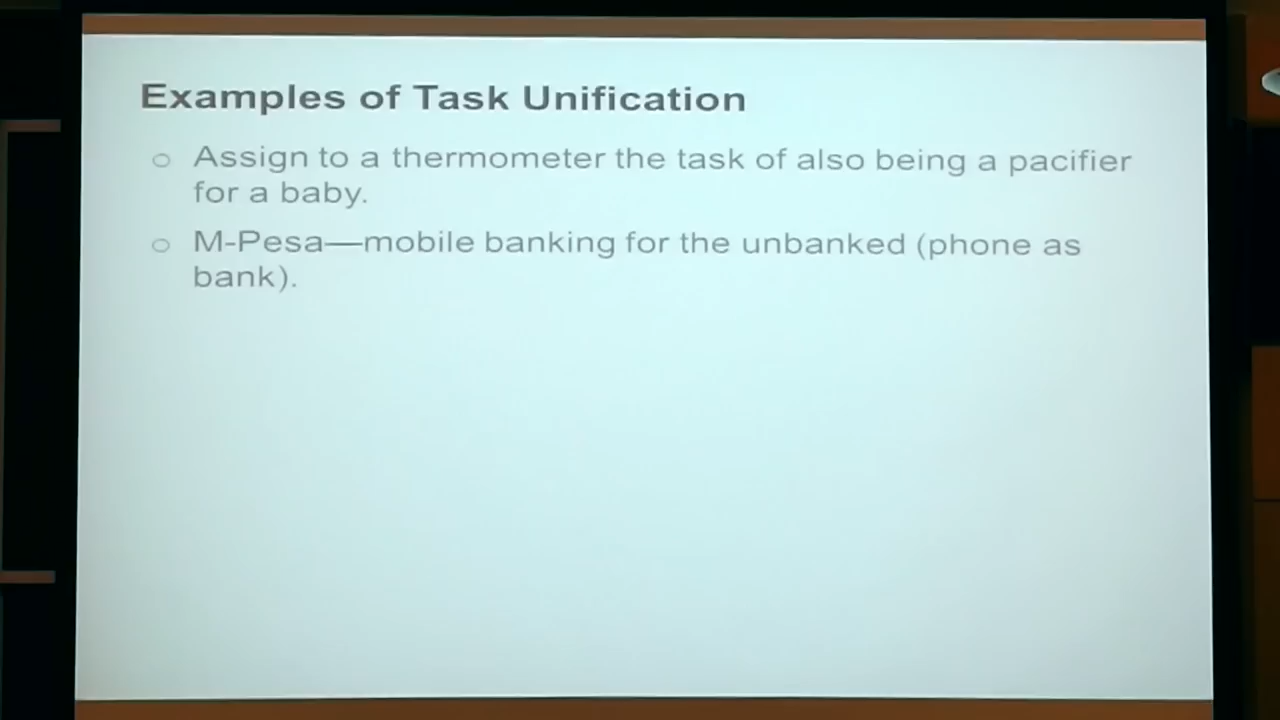 Examples of Task Unification
Assign to a thermometer the task of also being a pacifier
for a baby.
M-Pesa—mobile banking for the unbanked (phone as
bank).